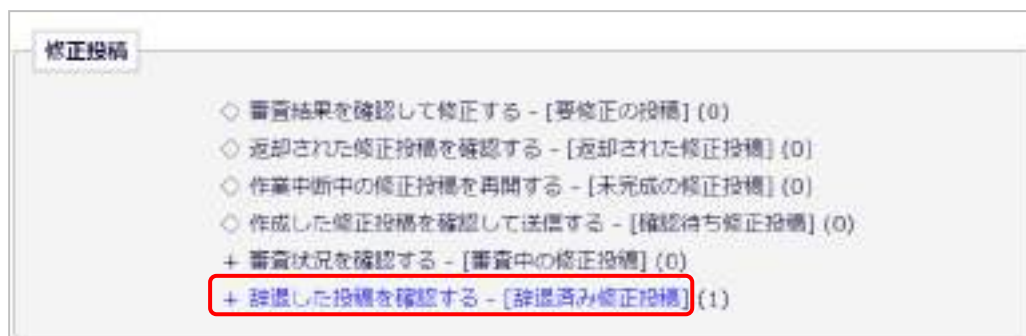 修正投稿
◇ 審査結果を確認して修正する - [要修正の投稿] (0)
◇ 返却された修正投稿を確認する - [返却された修正投稿] (0)
◇ 作業中断中の修正投稿を再開する - [未完成の修正投稿] (0)
◇ 作成した修正投稿を確認して送信する - [確認待ち修正投稿] (0)
+ 審査状況を確認する - [審査中の修正投稿] (0)
+ 辞退した投稿を確認する - [辞退済み修正投稿] (1)